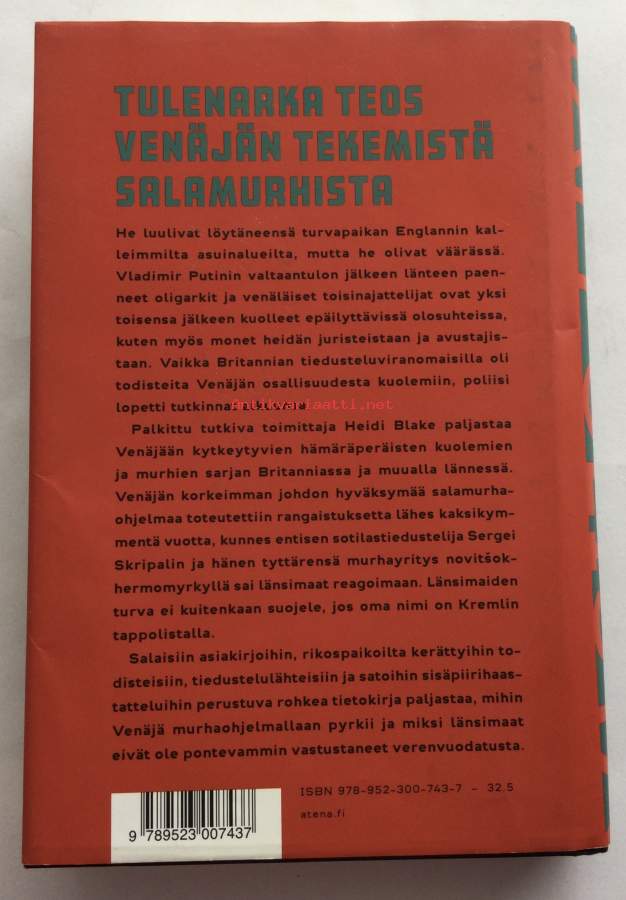 TULENARKA TEOS
VENÄJÄN TEKEMISTÄ
SALAMURHISTA
He luulivat löytäneensä turvapaikan Englannin kal-
leimmilta asuinalueilta, mutta he olivat väärässä.
Vladimir Putinin valtaantulon jälkeen länteen paen-
neet oligarkit ja venäläiset toisinajattelijat ovat yksi
toisensa jälkeen kuolleet epäilyttävissä olosuhteissa,
kuten myös monet heidän juristeistaan ja avustajis-
taan. Vaikka Britannian tiedusteluviranomaisilla oli
todisteita Venäjän osallisuudesta kuolemiin, poliisi
lopetti tutkinnan
antikvariaatti.net
Palkittu tutkiva toimittaja Heidi Blake paljastaa
Venäjään kytkeytyvien hämäräperäisten kuolemien
ja murhien sarjan Britanniassa ja muualla lännessä.
Venäjän korkeimman johdon hyväksymää salamurha-
ohjelmaa toteutettiin rangaistuksetta lähes kaksikym-
mentä vuotta, kunnes entisen sotilastiedustelija Sergei
Skripalin ja hänen tyttärensä murhayritys novitšok-
hermomyrkyllä sai länsimaat reagoimaan. Länsimaiden
turva ei kuitenkaan suojele, jos oma nimi on Kremlin
tappolistalla.
Salaisiin asiakirjoihin, rikospaikoilta kerättyihin to-
disteisiin, tiedustelulähteisiin ja satoihin sisäpiirihaas-
tatteluihin perustuva rohkea tietokirja paljastaa, mihin
Venäjä murhaohjelmallaan pyrkii ja miksi länsimaat
eivät ole pontevammin vastustaneet verenvuodatusta.
ISBN 978-952-300-743-7 – 32.5
atena.fi
9 789523 007437